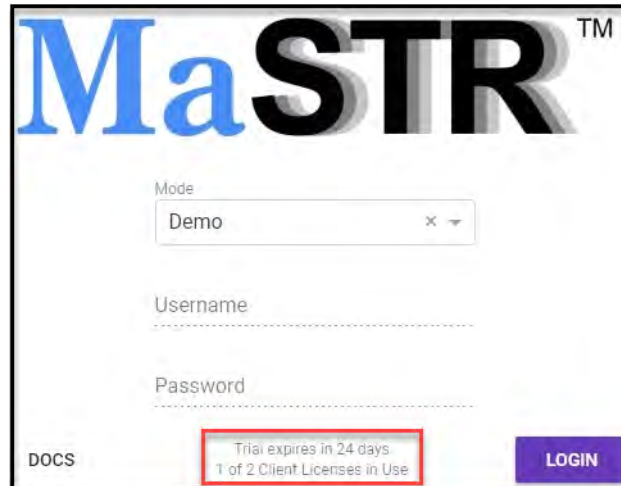 MaSTR™
Mode
Demo
Username
Password
DOCS
Trial expires in 24 days
1 of 2 Client Licenses in Use
LOGIN